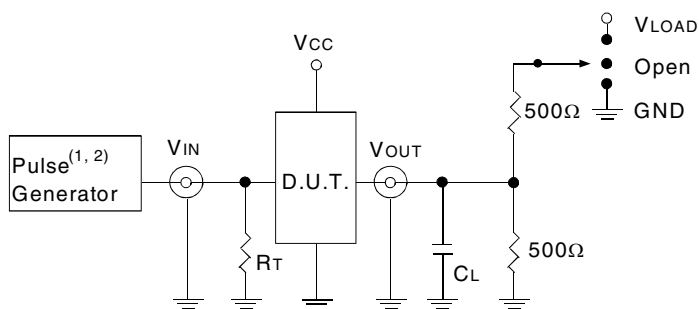 VLOAD
VCC
Open
500Ω
GND
VIN
VOUT
Pulse(1, 2)
Generator
D.U.T.
RT
CL
500Ω